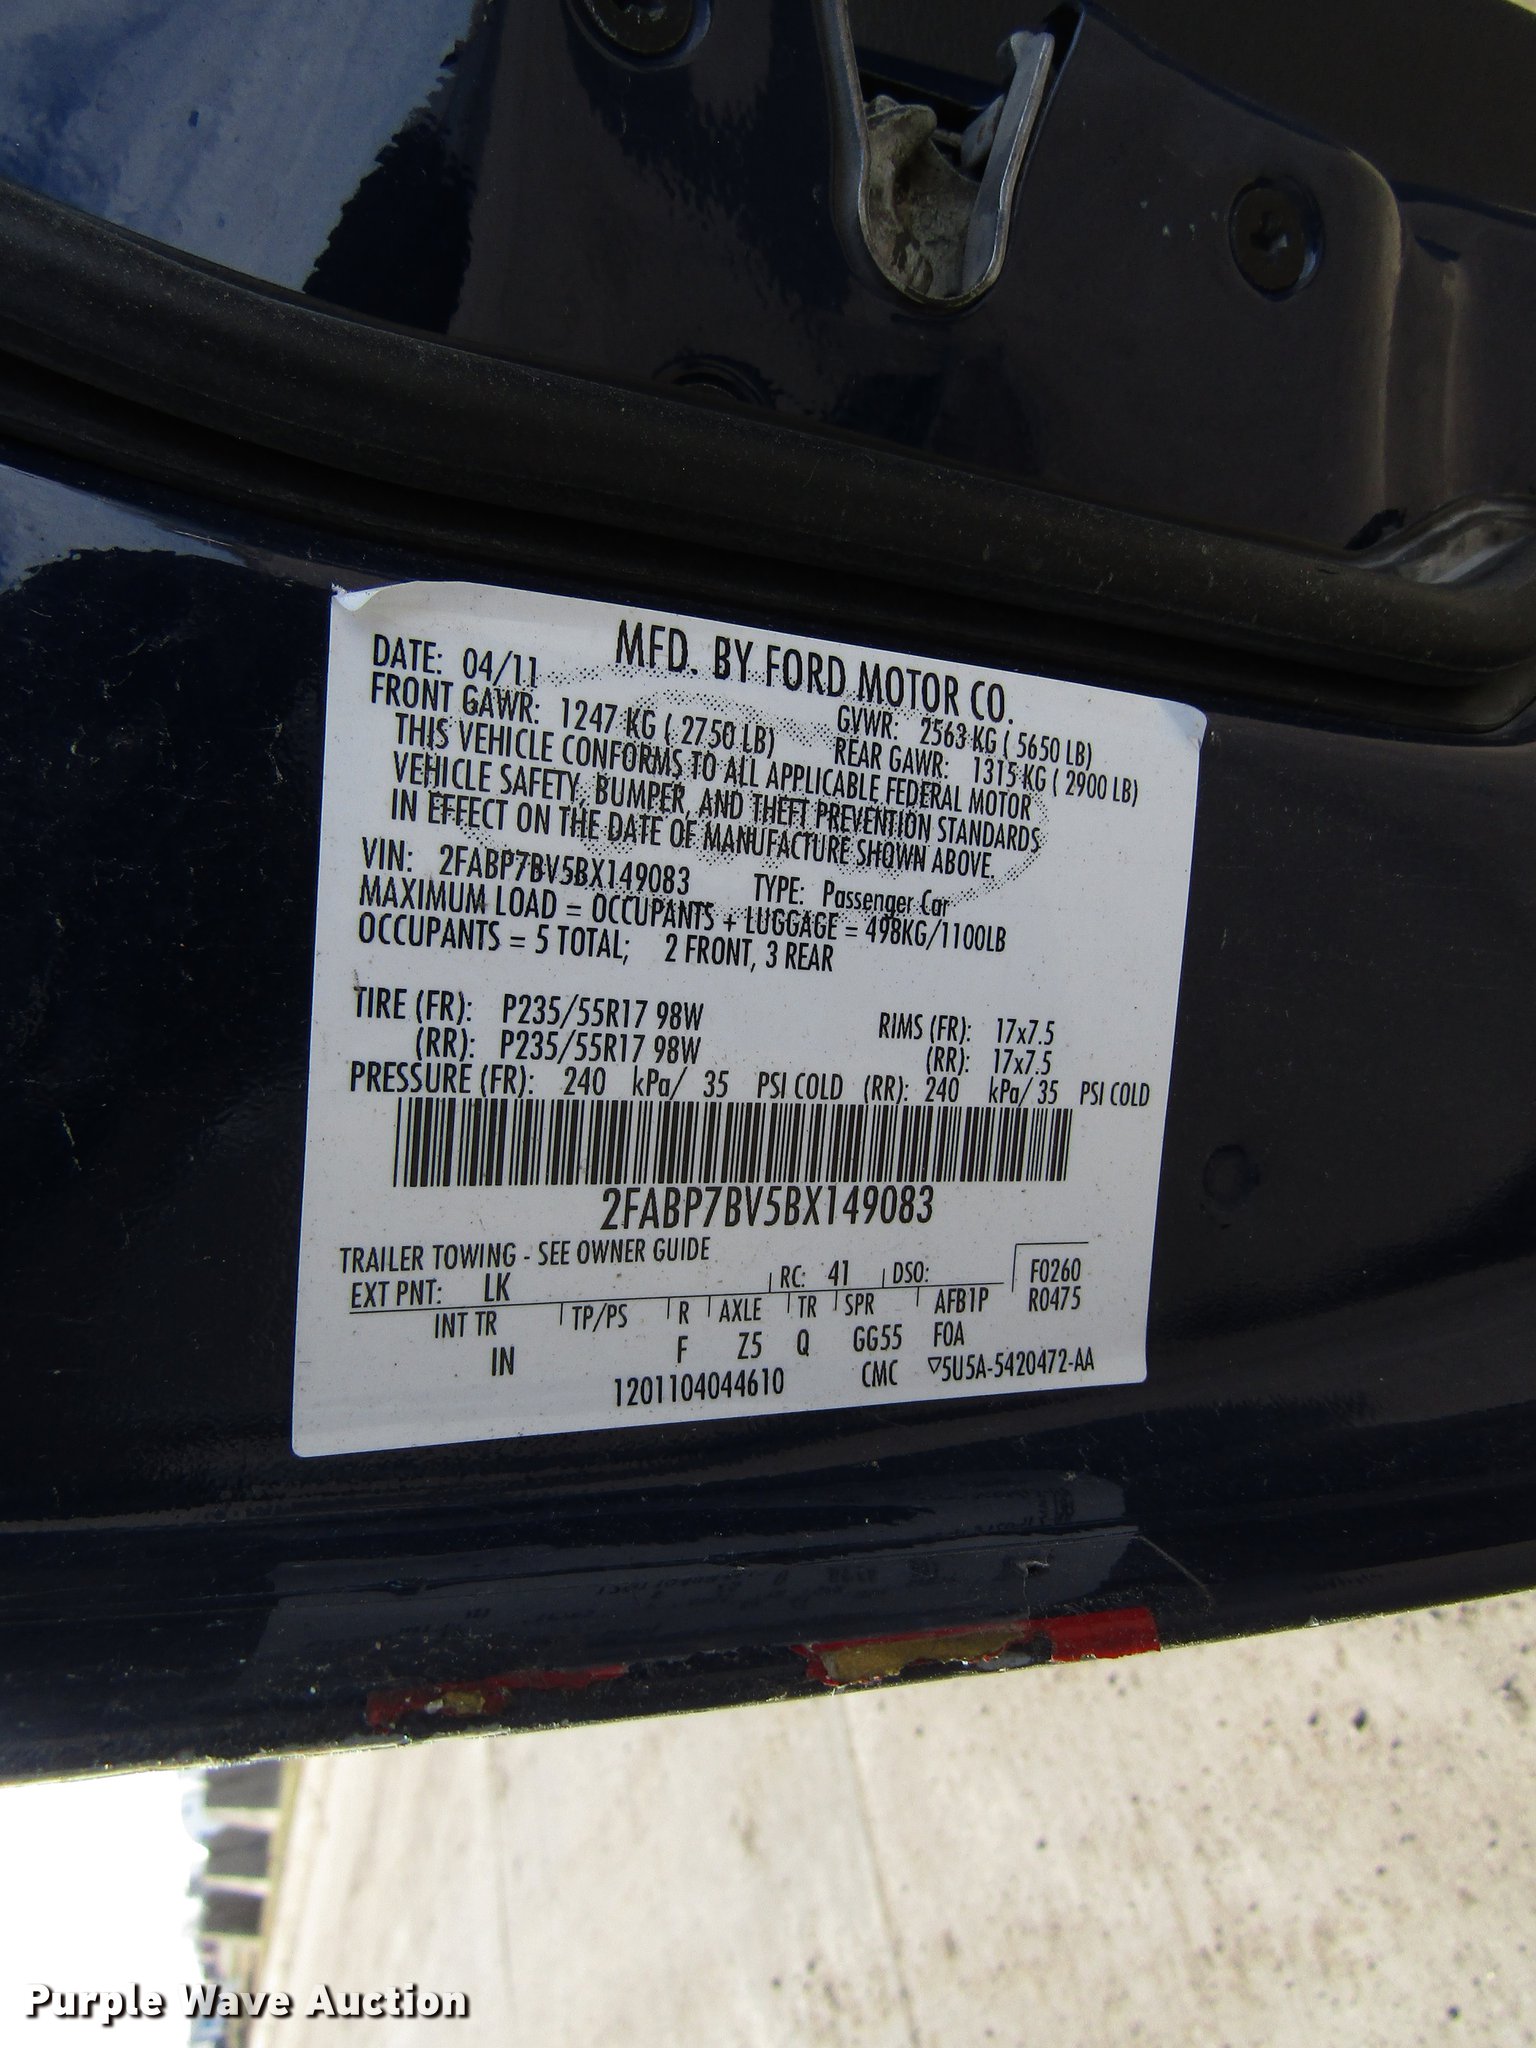 MFD. BY FORD MOTOR CO.
DATE: 04/11 GVWR: 2563 KG ( 5650 LB)
FRONT GAWR: 1247 KG ( 2750 LB) REAR GAWR: 1315 KG ( 2900 LB)
THIS VEHICLE CONFORMS TO ALL APPLICABLE FEDERAL MOTOR
VEHICLE SAFETY, BUMPER, AND THEFT PREVENTION STANDARDS
IN EFFECT ON THE DATE OF MANUFACTURE SHOWN ABOVE.
VIN: 2FABP7BV5BX149083 TYPE: Passenger Car
MAXIMUM LOAD = OCCUPANTS + LUGGAGE = 498KG/1100LB
OCCUPANTS = 5 TOTAL; 2 FRONT, 3 REAR
TIRE (FR): P235/55R17 98W RIMS (FR): 17x7.5
(RR): P235/55R17 98W (RR): 17x7.5
PRESSURE (FR): 240 kPa/ 35 PSI COLD (RR): 240 kPa/ 35 PSI COLD
2FABP7BV5BX149083
TRAILER TOWING - SEE OWNER GUIDE
EXT PNT: LK RC: 41 DSO: F0260
INT TR TP/PS R AXLE TR SPR AFB1P R0475
IN F Z5 Q GG55 F0A
1201104044610 CMC ▽5U5A-5420472-AA
Purple Wave Auction